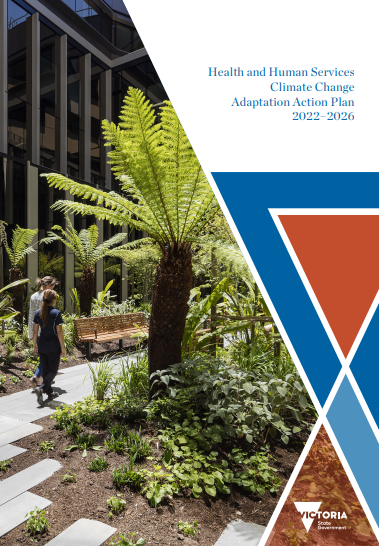 Health and Human Services
Climate Change
Adaptation Action Plan
2022–2026
VICTORIA
State
Government